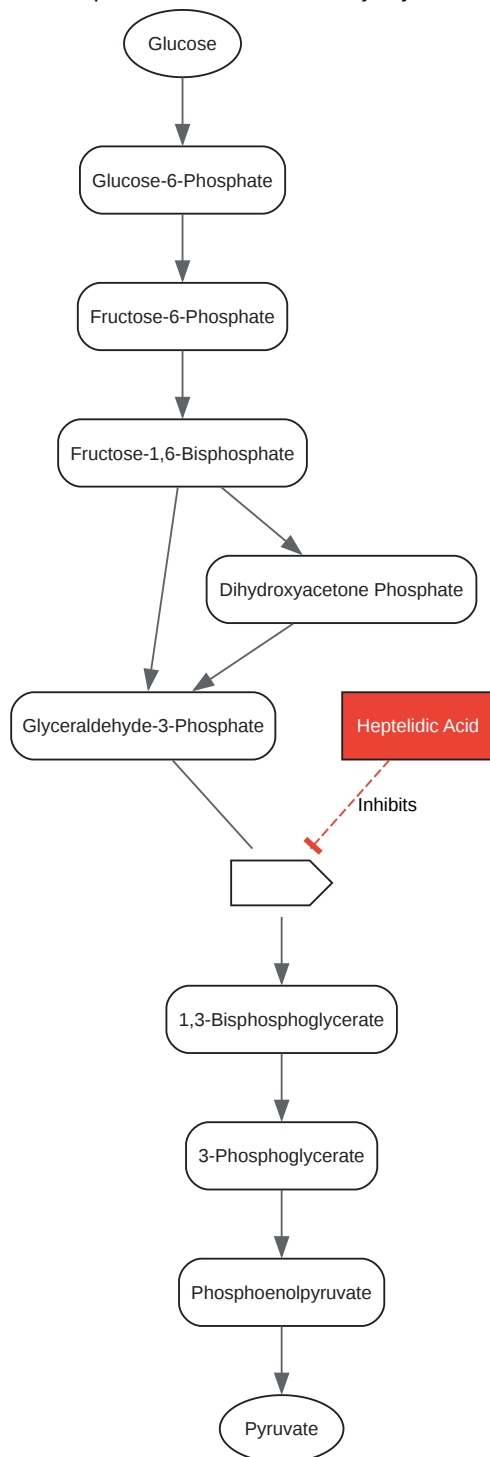 Glucose
Glucose-6-Phosphate
Fructose-6-Phosphate
Fructose-1,6-Bisphosphate
Dihydroxyacetone Phosphate
Glyceraldehyde-3-Phosphate
Heptelidic Acid
Inhibits
1,3-Bisphosphoglycerate
3-Phosphoglycerate
Phosphoenolpyruvate
Pyruvate